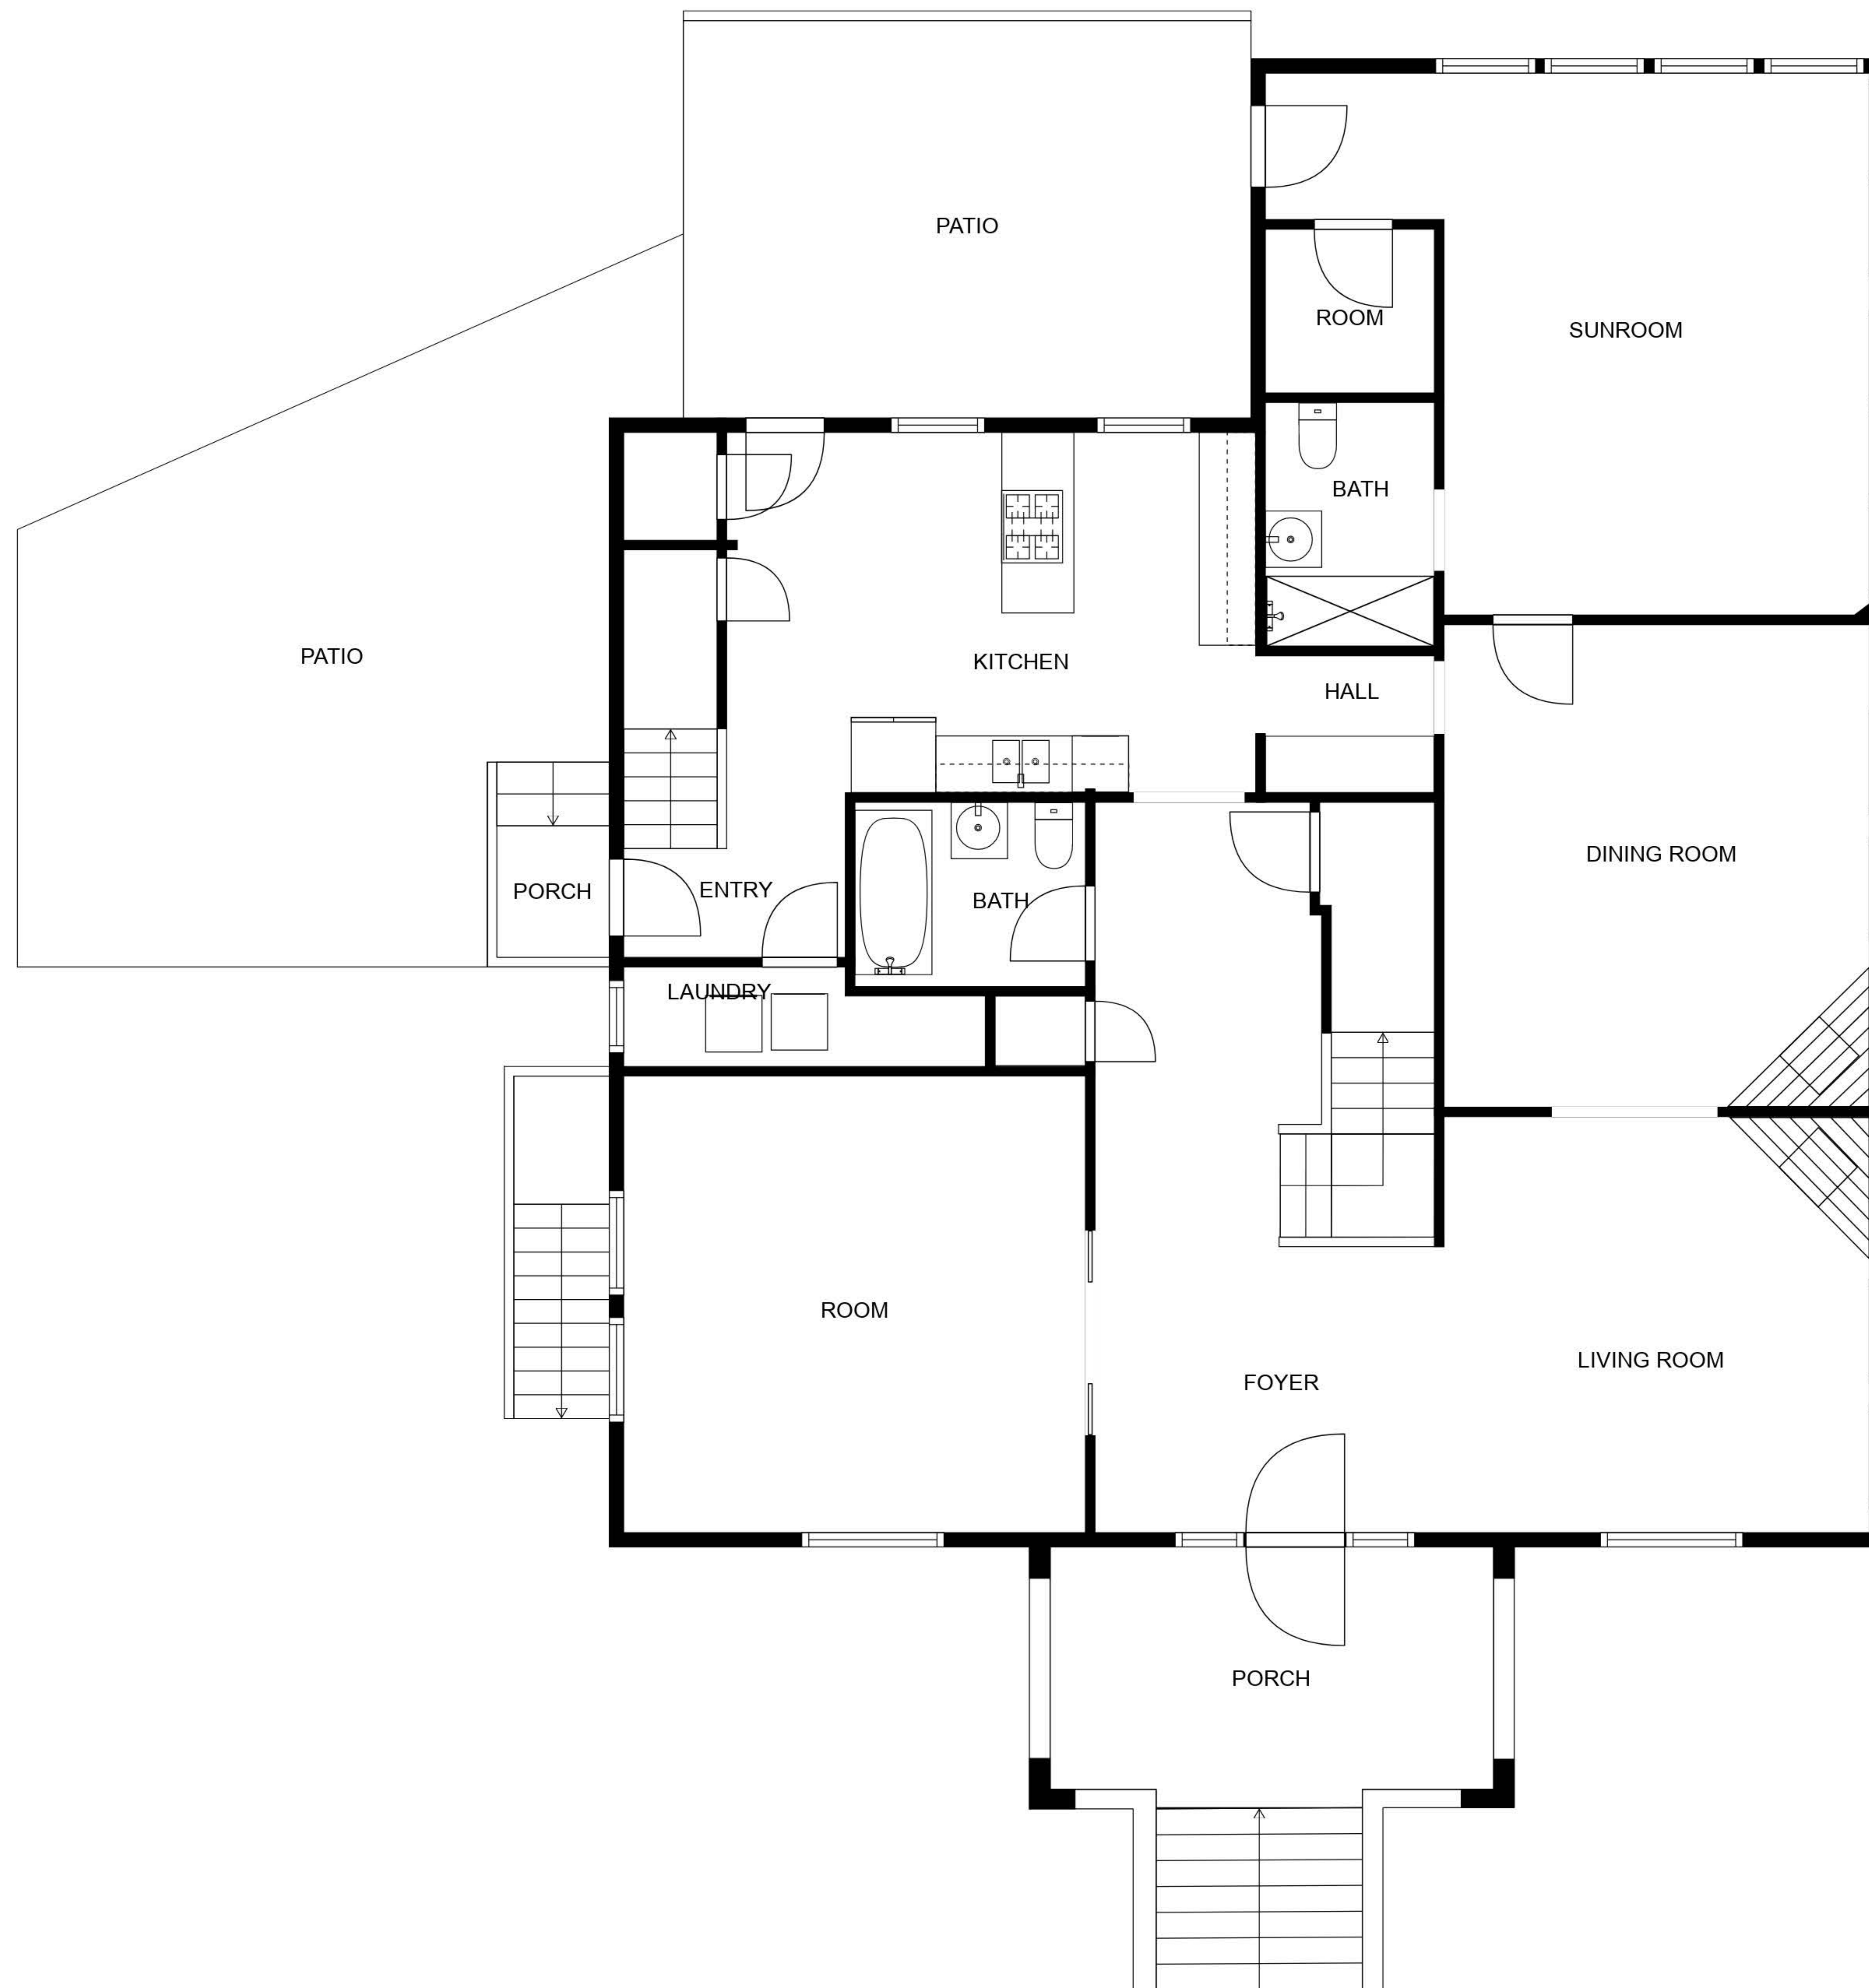 PATIO
ROOM
SUNROOM
BATH
PATIO
KITCHEN
HALL
DINING ROOM
PORCH
ENTRY
BATH
LAUNDRY
ROOM
LIVING ROOM
FOYER
PORCH